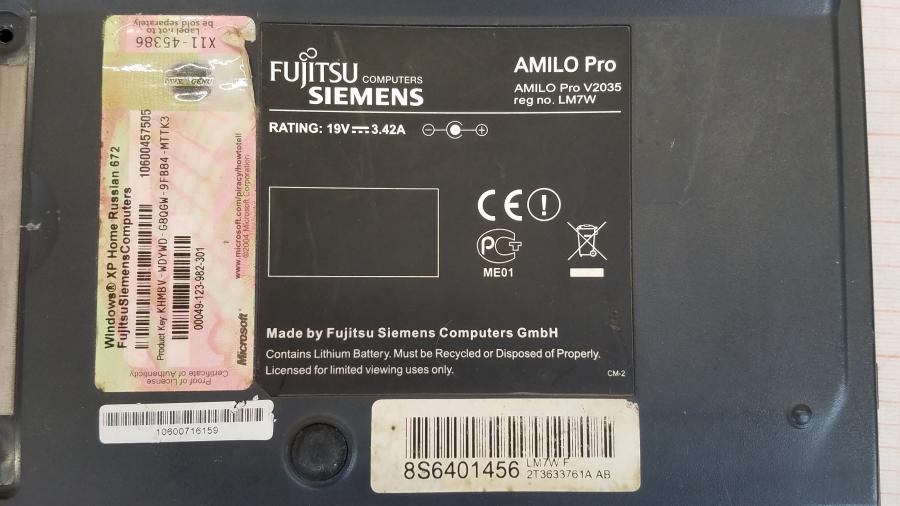 Label not to
be sold separately
X11-45386
GENU
Windows® XP Home Russian 672
FujitsuSiemensComputers
10600457505
Product Key: KHMBV-WDYWD-G8QGW-9FB84-MTTK3
00049-123-982-301
www.microsoft.com/piracy/howtotell
©2004 Microsoft Corporation
Microsoft®
Proof of License
Certificate of Authenticity
FUJITSU COMPUTERS
SIEMENS
AMILO Pro
AMILO Pro V2035
reg no. LM7W
RATING: 19V 3.42A
CE
РСТ
ME01
Made by Fujitsu Siemens Computers GmbH
Contains Lithium Battery. Must be Recycled or Disposed of Properly.
Licensed for limited viewing uses only.
CM-2
10600716159
8S6401456
LM7W F
2T3633761A AB